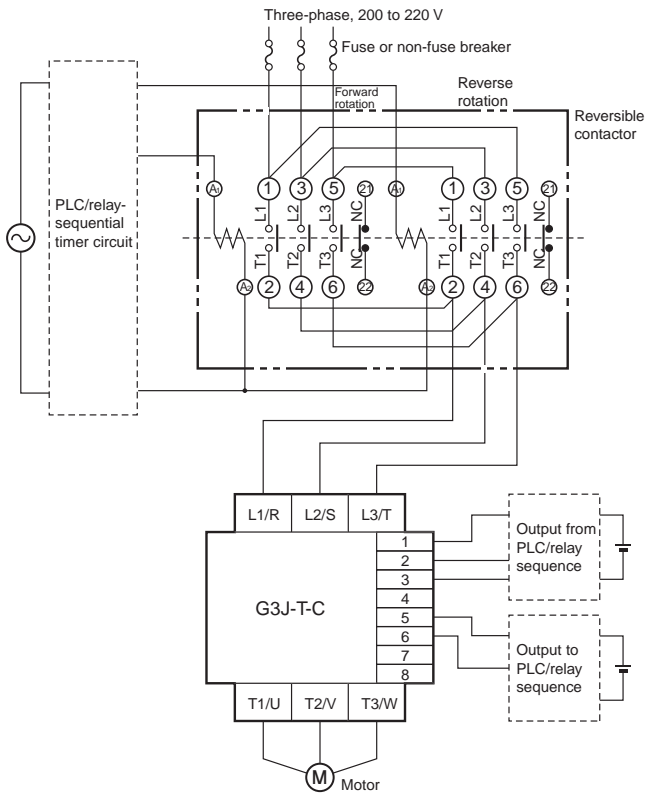 Three-phase, 200 to 220 V
Fuse or non-fuse breaker
Forward
rotation
Reverse
rotation
Reversible
contactor
PLC/relay-
sequential
timer circuit
A1 1 3 5 21 A1 1 3 5 21
L1 L2 L3 NC L1 L2 L3 NC
T1 T2 T3 NC T1 T2 T3 NC
A2 2 4 6 22 A2 2 4 6 22
L1/R L2/S L3/T
1
2
3
4
5
6
7
8
G3J-T-C
Output from
PLC/relay
sequence
Output to
PLC/relay
sequence
T1/U T2/V T3/W
M
Motor